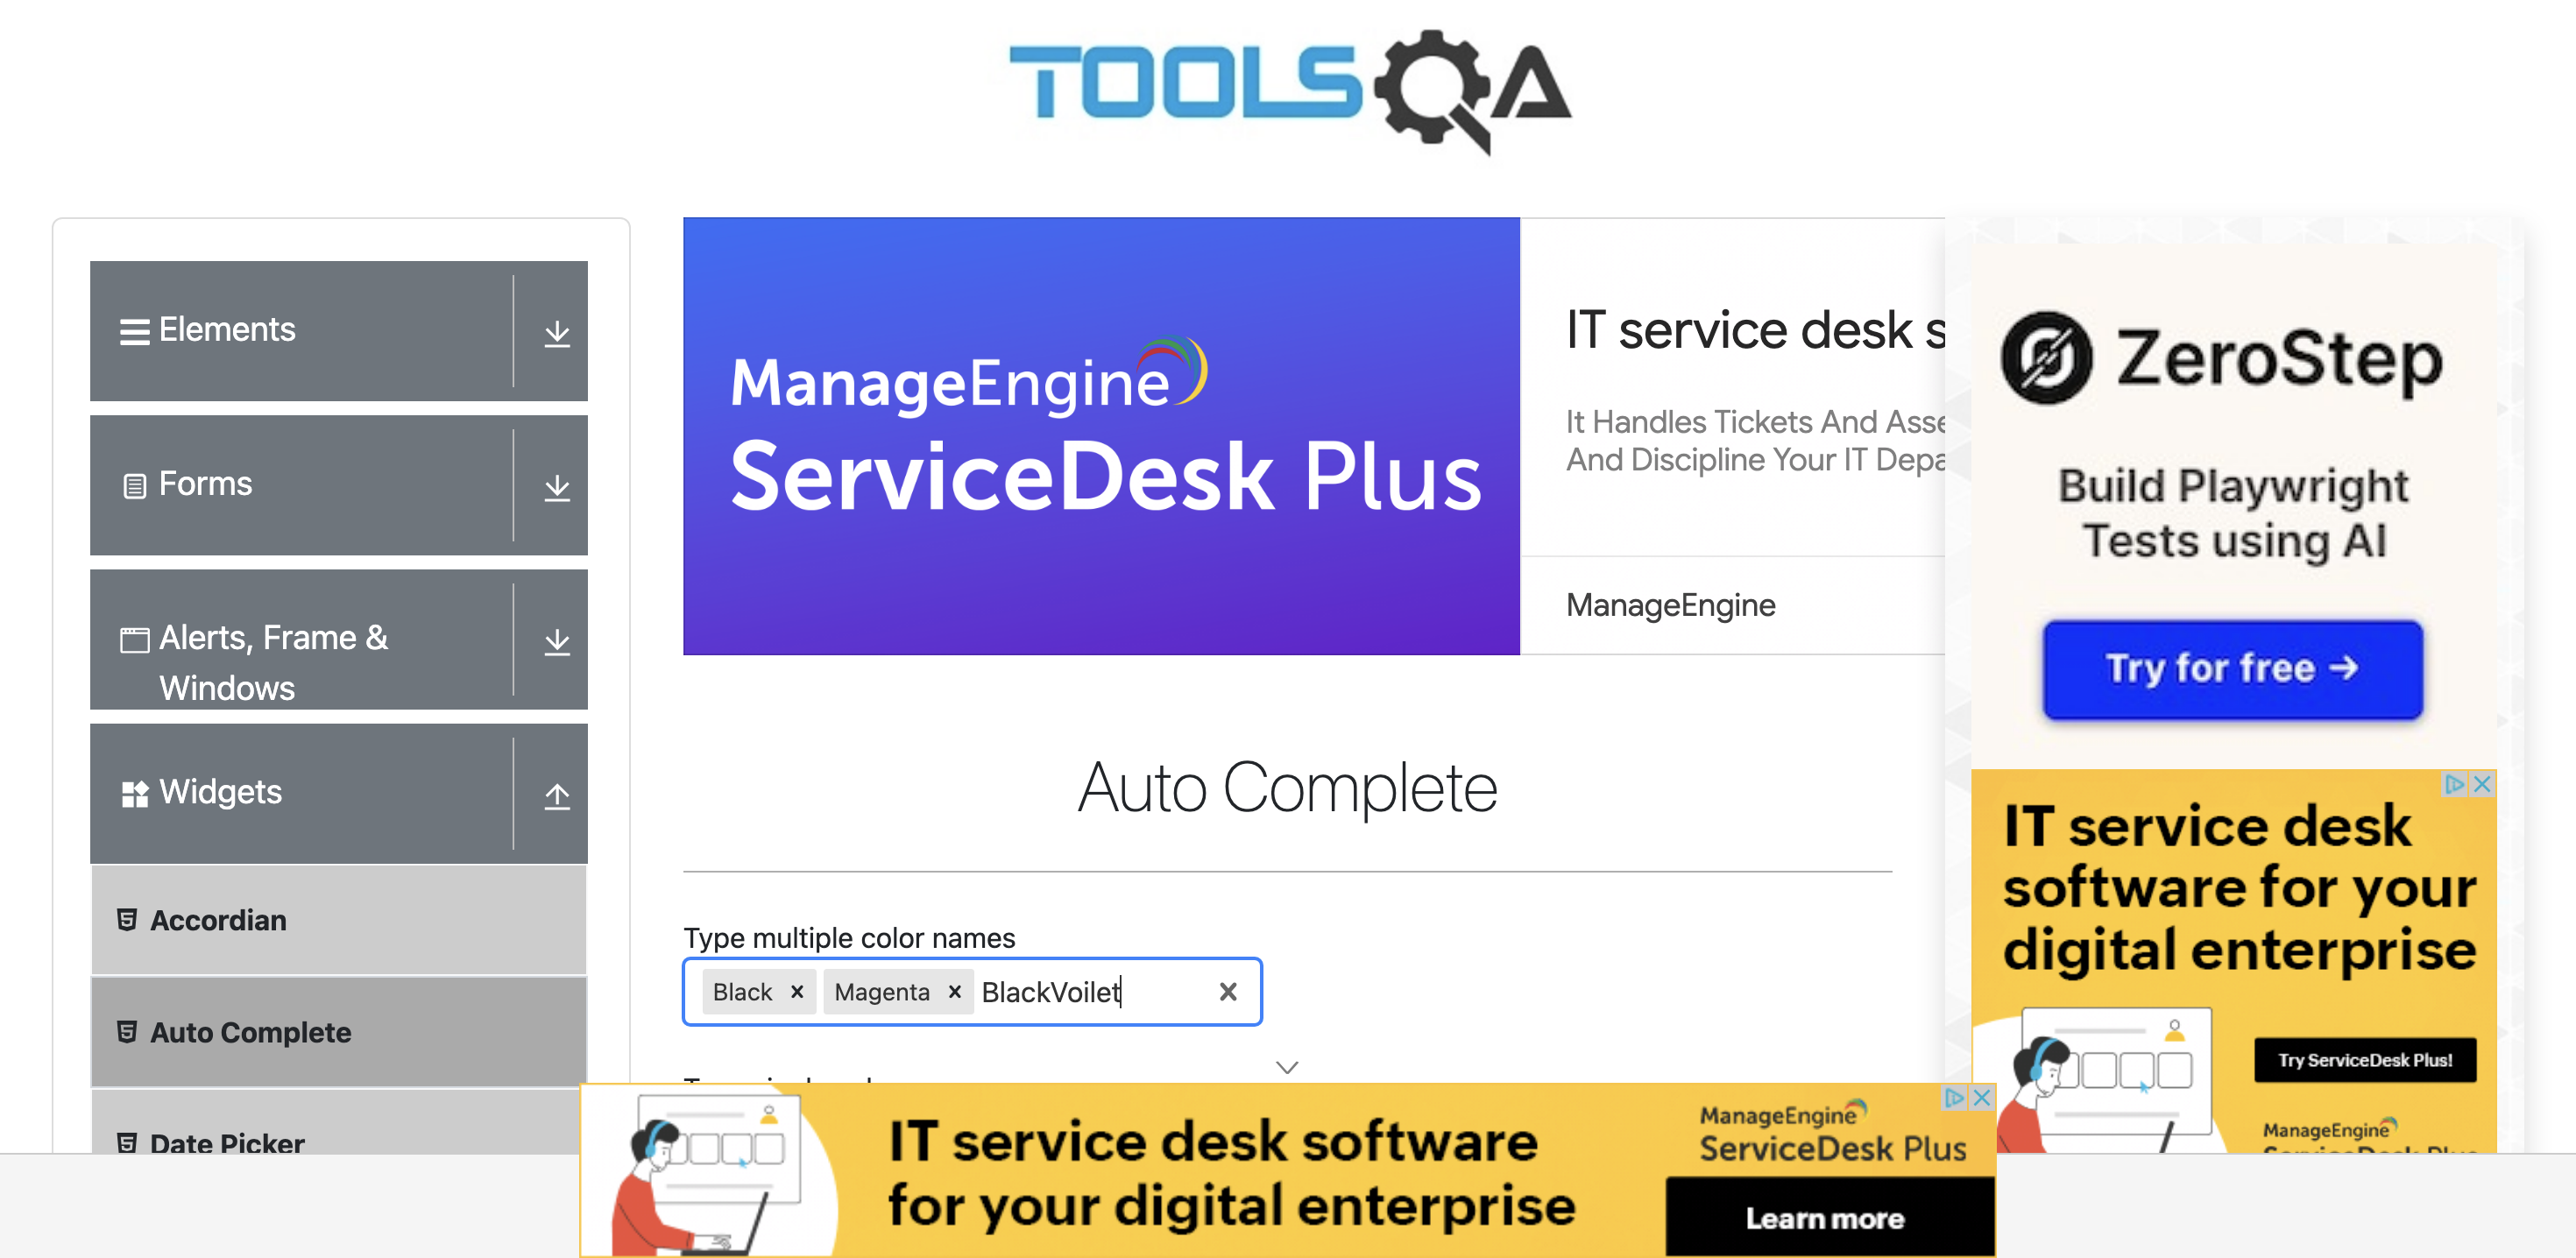 TOOLSQA
Elements
Forms
Alerts, Frame &
Windows
Widgets
Accordian
Auto Complete
Date Picker
ManageEngine
ServiceDesk Plus
IT service desk s
It Handles Tickets And Asse
And Discipline Your IT Depa
ManageEngine
Auto Complete
Type multiple color names
Black
Magenta
BlackVoilet
ZeroStep
Build Playwright
Tests using AI
Try for free →
IT service desk
software for your
digital enterprise
Try ServiceDesk Plus!
ManageEngine
IT service desk software
for your digital enterprise
ManageEngine
ServiceDesk Plus
Learn more